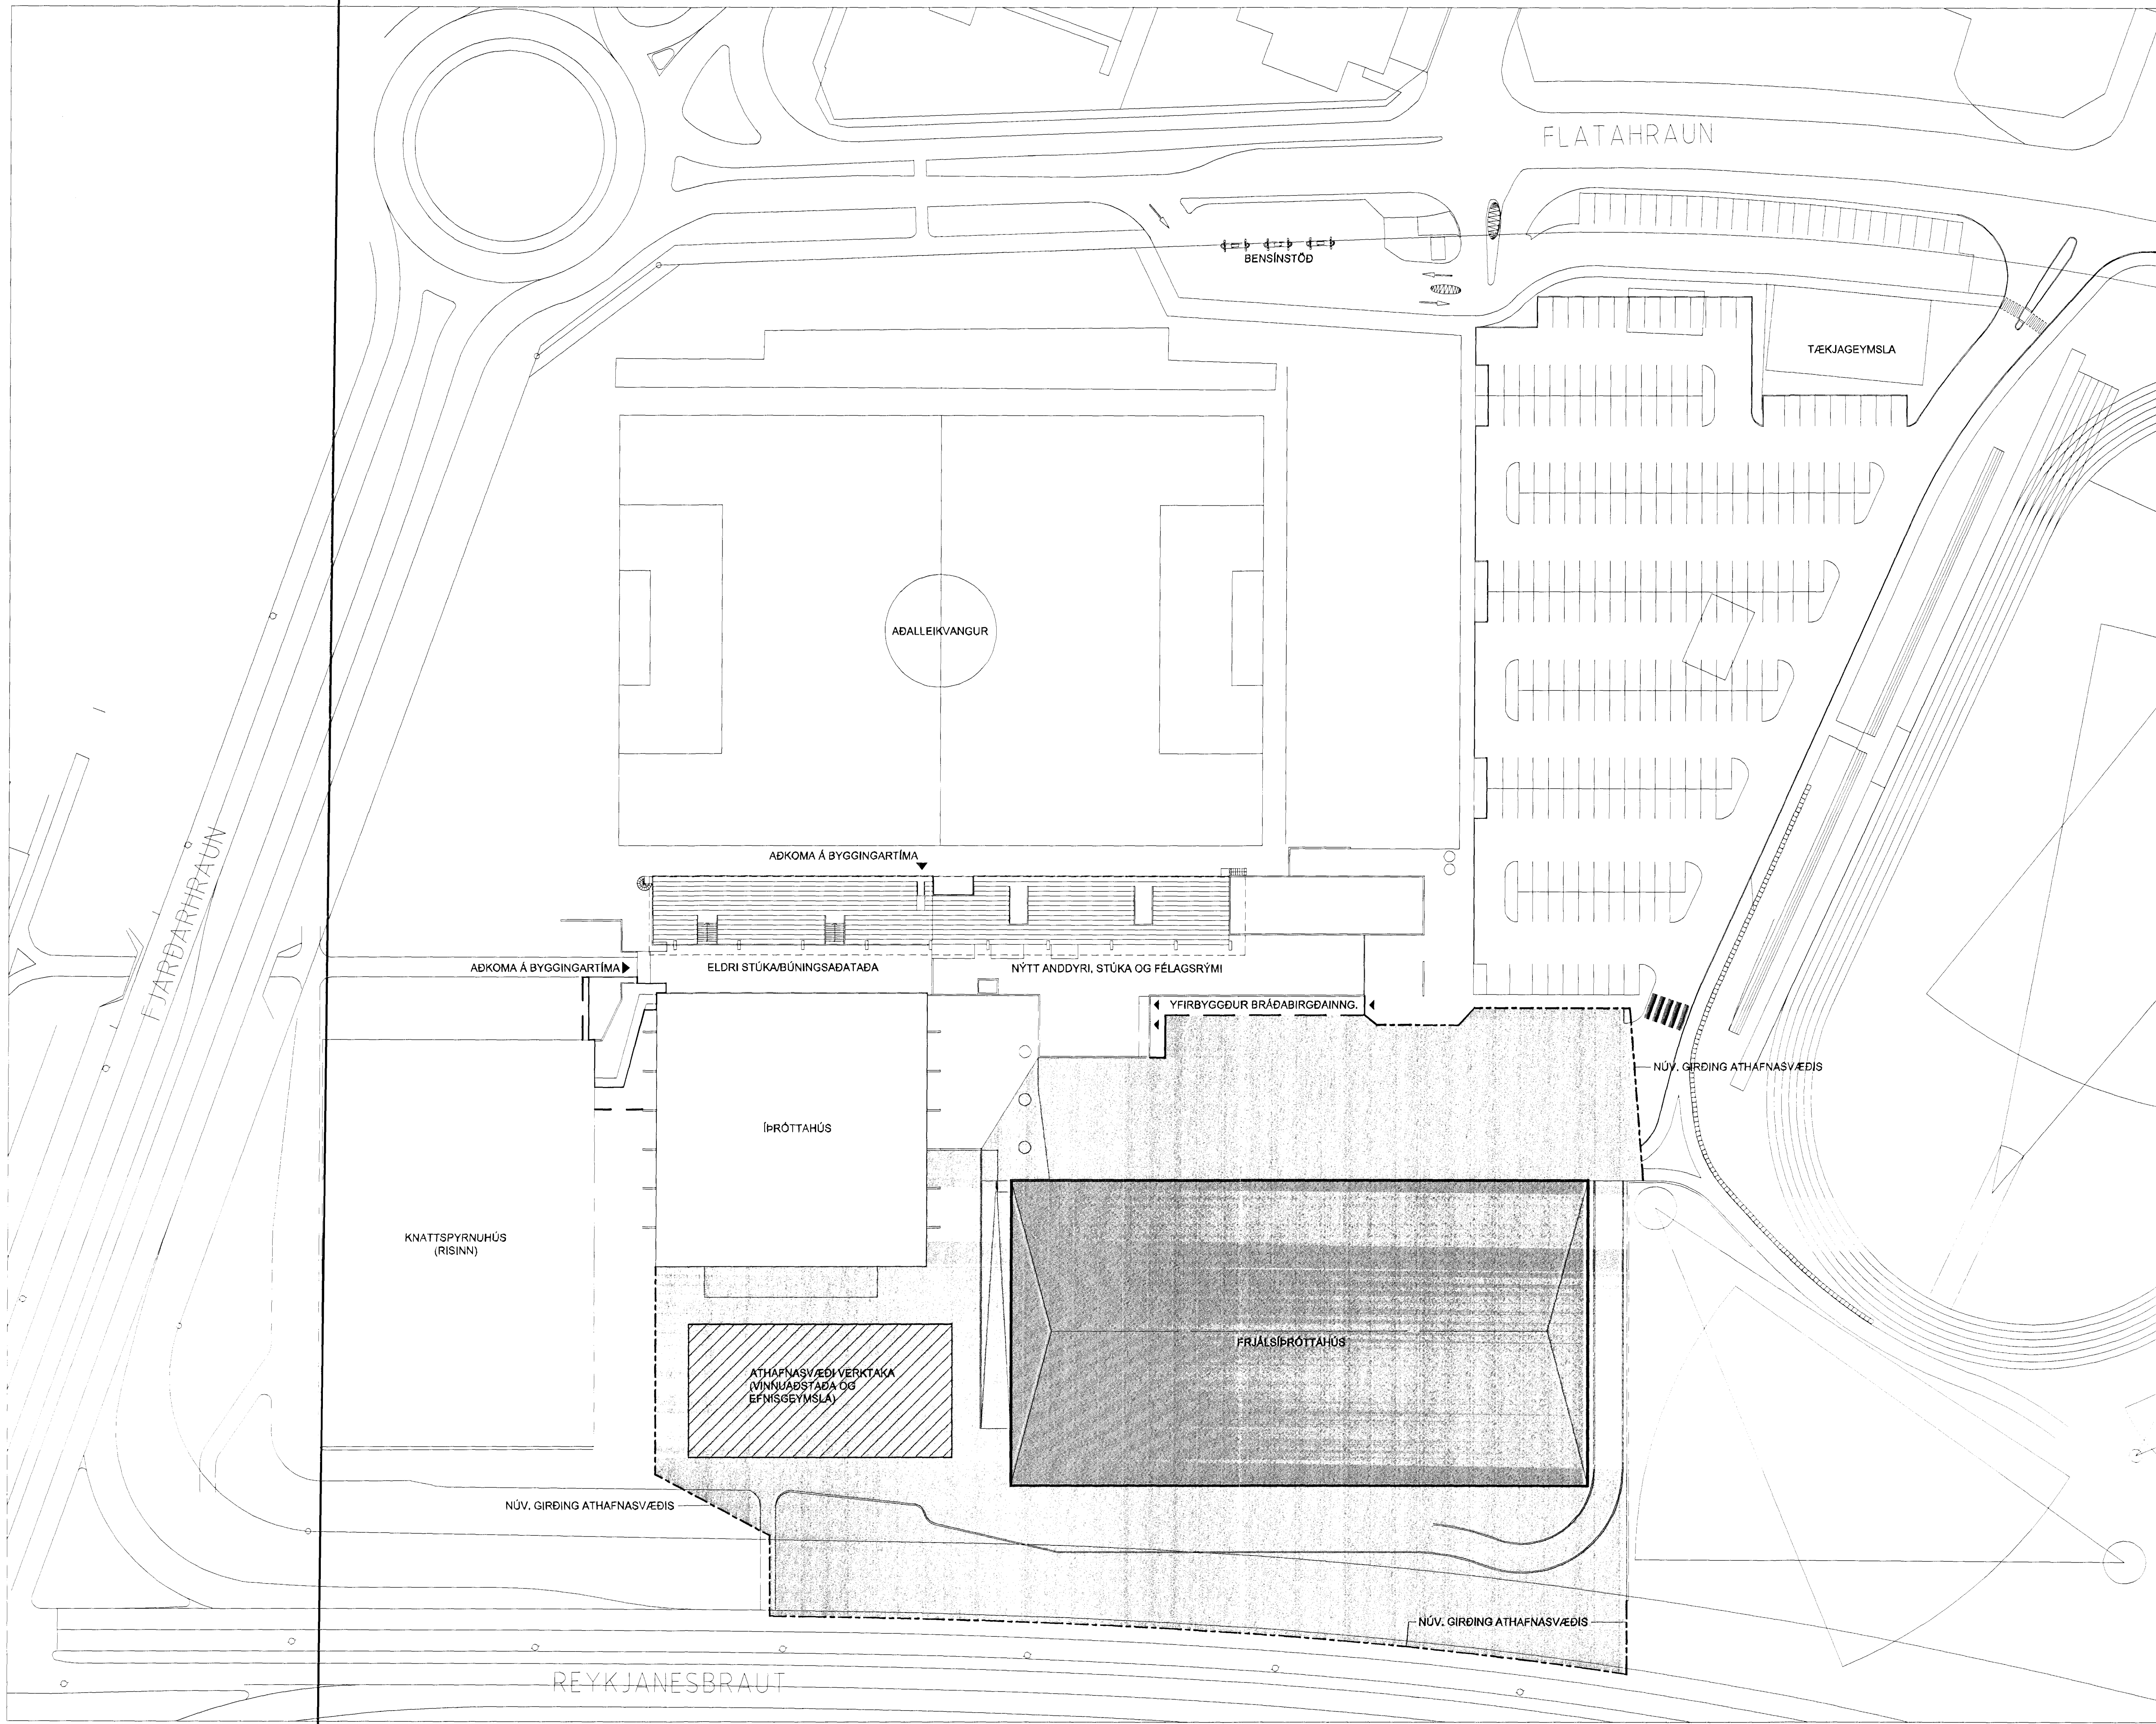 FLATAHRAUN
BENSÍNSTÖÐ
TÆKJAGEYMSLA
AÐALLEIKVANGUR
FJARÐARHRAUN
AÐKOMA Á BYGGINGARTÍMA
AÐKOMA Á BYGGINGARTÍMA
ELDRI STÚKA/BÚNINGSAÐATAÐA
NÝTT ANDDYRI, STÚKA OG FÉLAGSRÝMI
YFIRBYGGÐUR BRÁÐABIRGÐAINNG.
NÚV. GIRÐING ATHAFNASVÆÐIS
ÍÞRÓTTAHÚS
KNATTSPYRNUHÚS
(RISINN)
FRJÁLSÍÞRÓTTAHÚS
ATHAFNASVÆÐI VERKTAKA
(VINNUAÐSTAÐA OG
EFNISGEYMSLA)
NÚV. GIRÐING ATHAFNASVÆÐIS
NÚV. GIRÐING ATHAFNASVÆÐIS
REYKJANESBRAUT